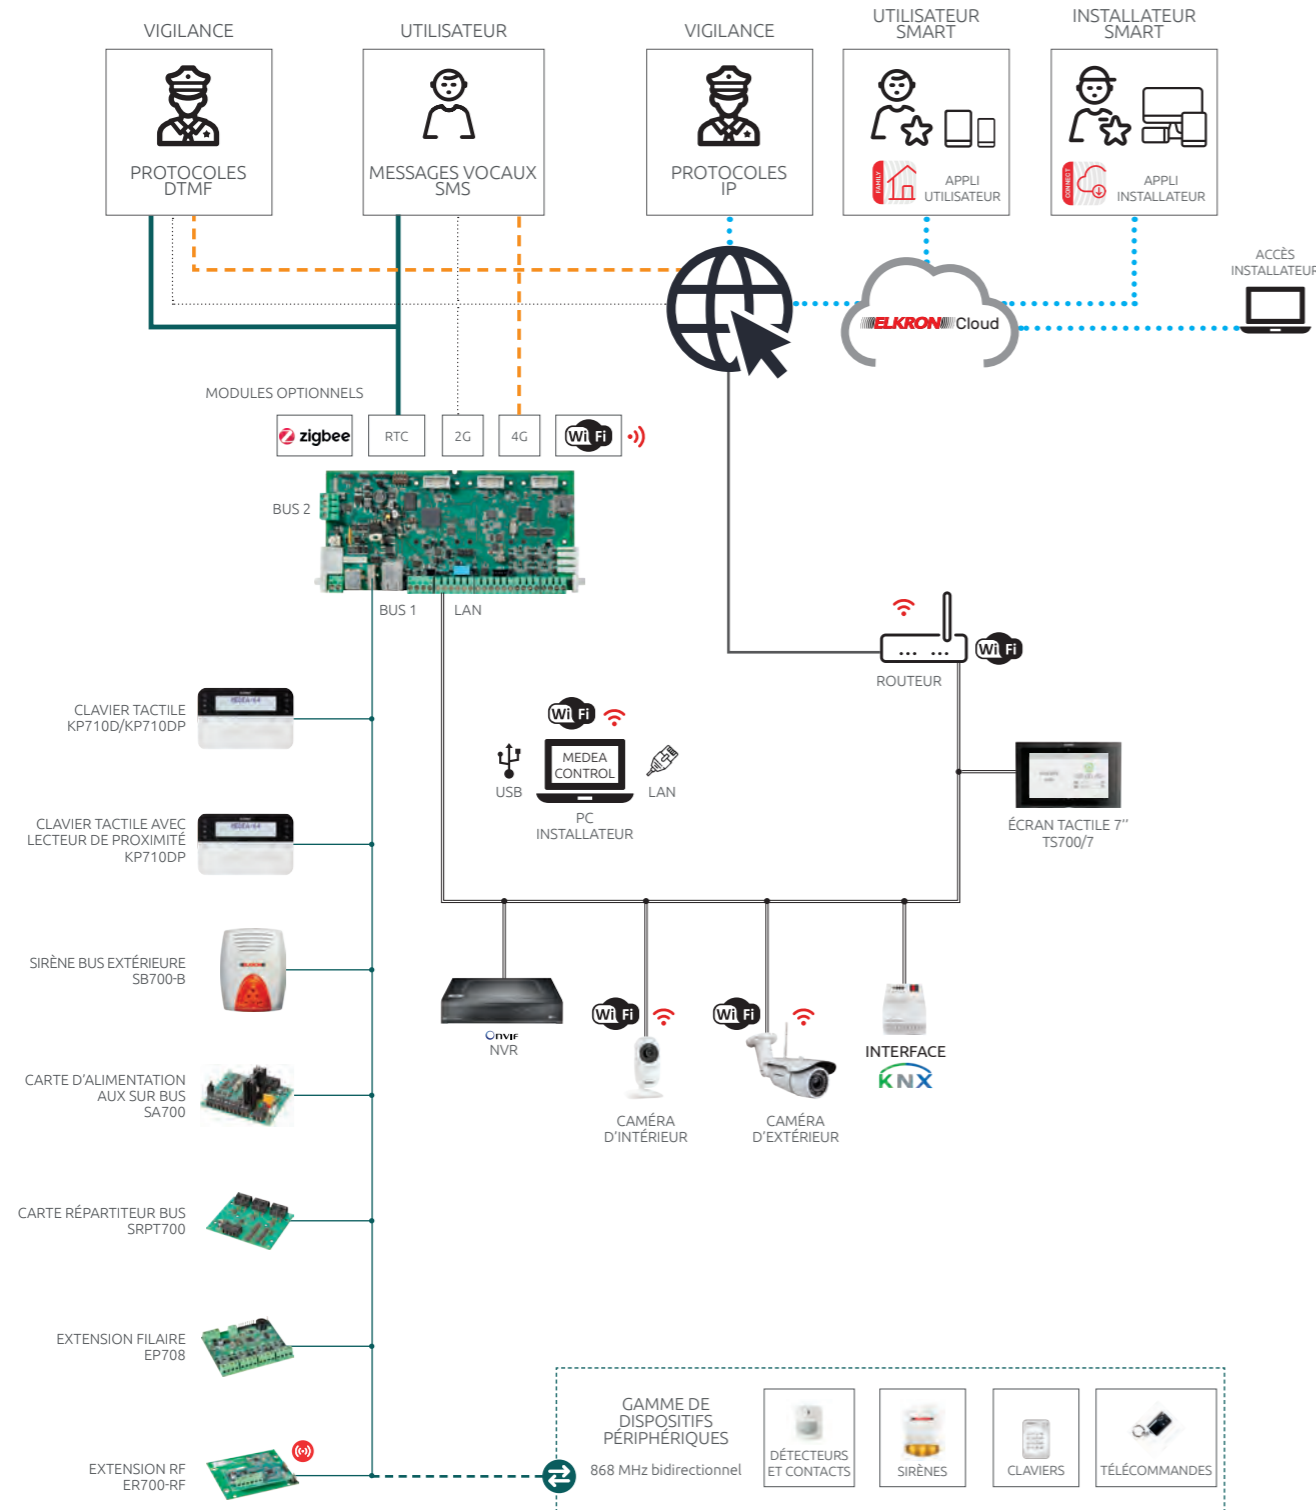 VIGILANCE
UTILISATEUR
VIGILANCE
UTILISATEUR
SMART
INSTALLATEUR
SMART
PROTOCOLES
DTMF
MESSAGES VOCAUX
SMS
PROTOCOLES
IP
FAMILY
APPLI
UTILISATEUR
CONNECT
APPLI
INSTALLATEUR
ACCÈS
INSTALLATEUR
ELKRON Cloud
MODULES OPTIONNELS
zigbee
RTC
2G
4G
Wi Fi
BUS 2
BUS 1
LAN
Wi Fi
ROUTEUR
CLAVIER TACTILE
KP710D/KP710DP
Wi Fi
USB
MEDEA
CONTROL
LAN
PC
INSTALLATEUR
ÉCRAN TACTILE 7’’
TS700/7
CLAVIER TACTILE AVEC
LECTEUR DE PROXIMITÉ
KP710DP
SIRÈNE BUS EXTÉRIEURE
SB700-B
ELKRON
ONVIF
NVR
Wi Fi
Wi Fi
INTERFACE
KNX
CAMÉRA
D’INTÉRIEUR
CAMÉRA
D’EXTÉRIEUR
CARTE D’ALIMENTATION
AUX SUR BUS
SA700
CARTE RÉPARTITEUR BUS
SRPT700
EXTENSION FILAIRE
EP708
EXTENSION RF
ER700-RF
GAMME DE
DISPOSITIFS
PÉRIPHÉRIQUES
868 MHz bidirectionnel
DÉTECTEURS
ET CONTACTS
SIRÈNES
CLAVIERS
TÉLÉCOMMANDES